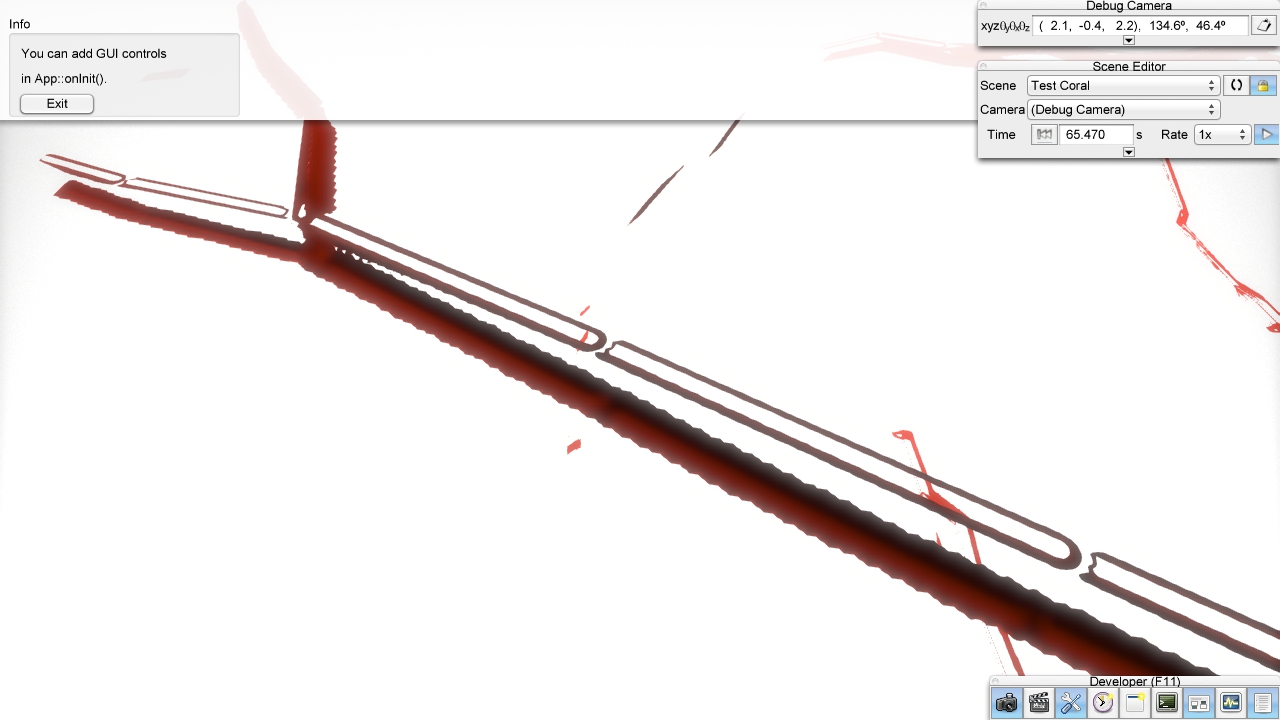 Info
You can add GUI controls
in App::onInit().
Exit
Debug Camera
( 2.1, -0.4, 2.2), 134.6º, 46.4º
Scene Editor
Scene Test Coral
Camera (Debug Camera)
Time 65.470 s Rate 1x
Developer (F11)